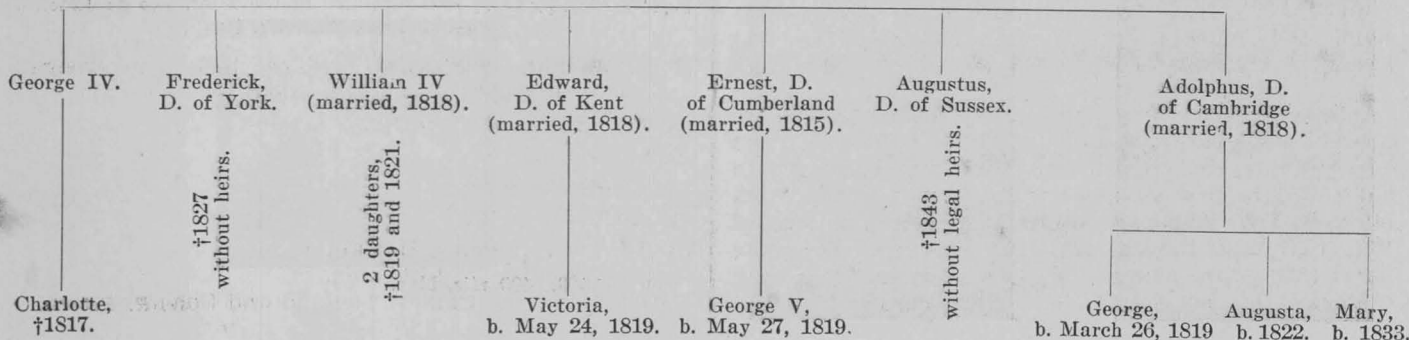 George IV.
Frederick,
D. of York.
†1827
without heirs.
William IV
(married, 1818).
2 daughters,
†1819 and 1821.
Edward,
D. of Kent
(married, 1818).
Ernest, D.
of Cumberland
(married, 1815).
Augustus,
D. of Sussex.
†1843
without legal heirs.
Adolphus, D.
of Cambridge
(married, 1818).
Charlotte,
†1817.
Victoria,
b. May 24, 1819.
George V,
b. May 27, 1819.
George,
b. March 26, 1819
Augusta,
b. 1822.
Mary,
b. 1833.